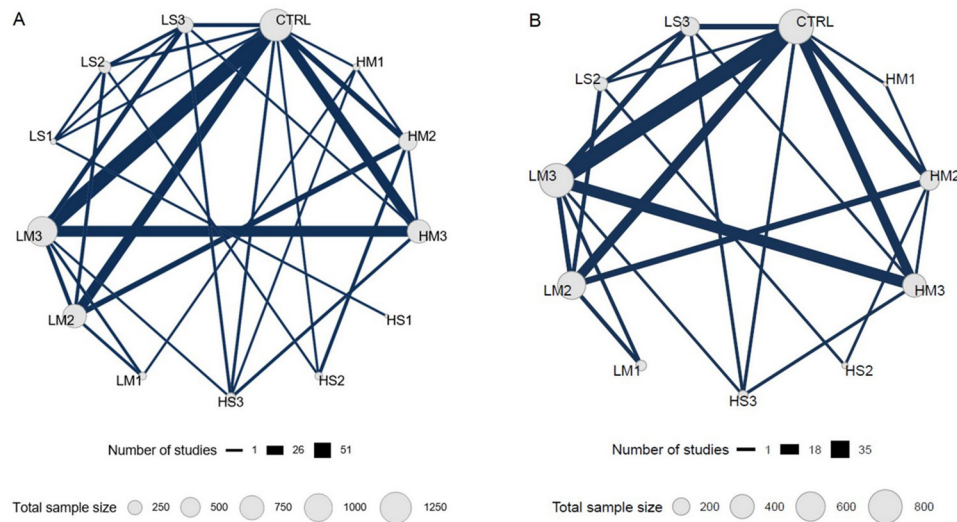 A
CTRL
LS3
HM1
LS2
HM2
LS1
LM3
HM3
LM2
HS1
LM1
HS2
HS3
Number of studies 1 26 51
Total sample size 250 500 750 1000 1250
B
CTRL
LS3
LS2
HM1
LM3
HM2
LM2
HM3
LM1
HS2
HS3
Number of studies 1 18 35
Total sample size 200 400 600 800